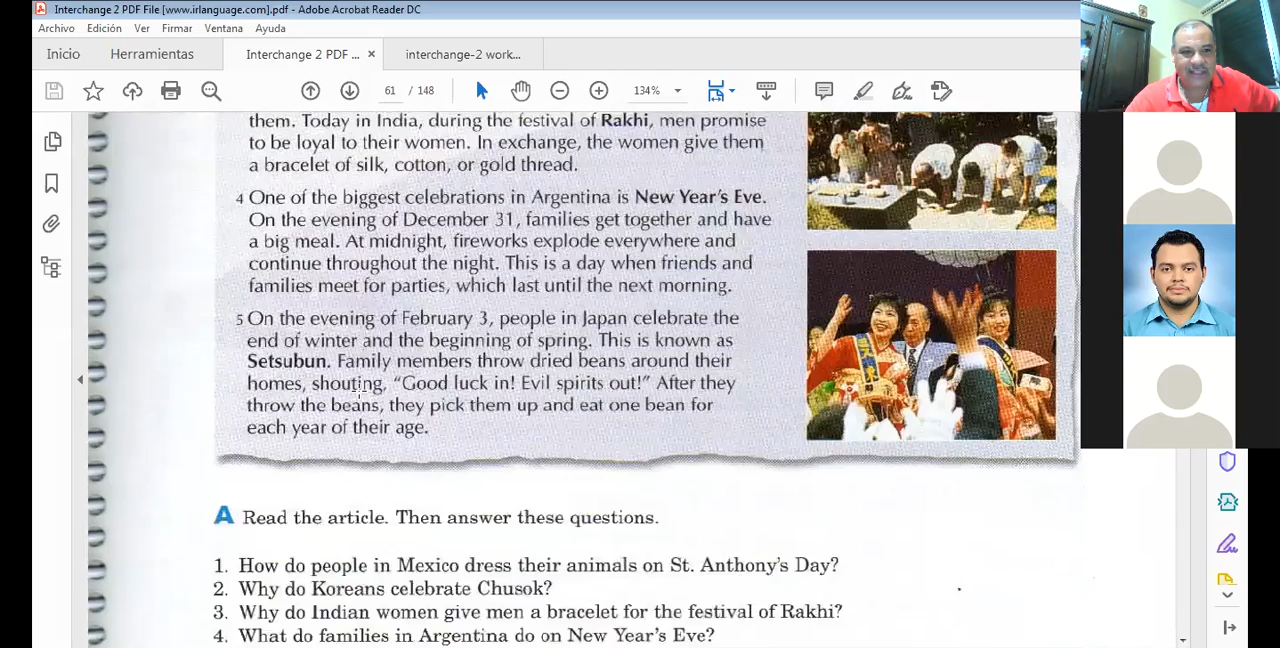 Interchange 2 PDF File [www.irlanguage.com].pdf - Adobe Acrobat Reader DC
Archivo Edición Ver Firmar Ventana Ayuda
Inicio Herramientas Interchange 2 PDF ... × interchange-2 work...
61 / 148 134%
them. Today in India, during the festival of Rakhi, men promise
to be loyal to their women. In exchange, the women give them
a bracelet of silk, cotton, or gold thread.
4 One of the biggest celebrations in Argentina is New Year's Eve.
On the evening of December 31, families get together and have
a big meal. At midnight, fireworks explode everywhere and
continue throughout the night. This is a day when friends and
families meet for parties, which last until the next morning.
5 On the evening of February 3, people in Japan celebrate the
end of winter and the beginning of spring. This is known as
Setsubun. Family members throw dried beans around their
homes, shouting, “Good luck in! Evil spirits out!” After they
throw the beans, they pick them up and eat one bean for
each year of their age.
A Read the article. Then answer these questions.
1. How do people in Mexico dress their animals on St. Anthony's Day?
2. Why do Koreans celebrate Chusok?
3. Why do Indian women give men a bracelet for the festival of Rakhi?
4. What do families in Argentina do on New Year's Eve?